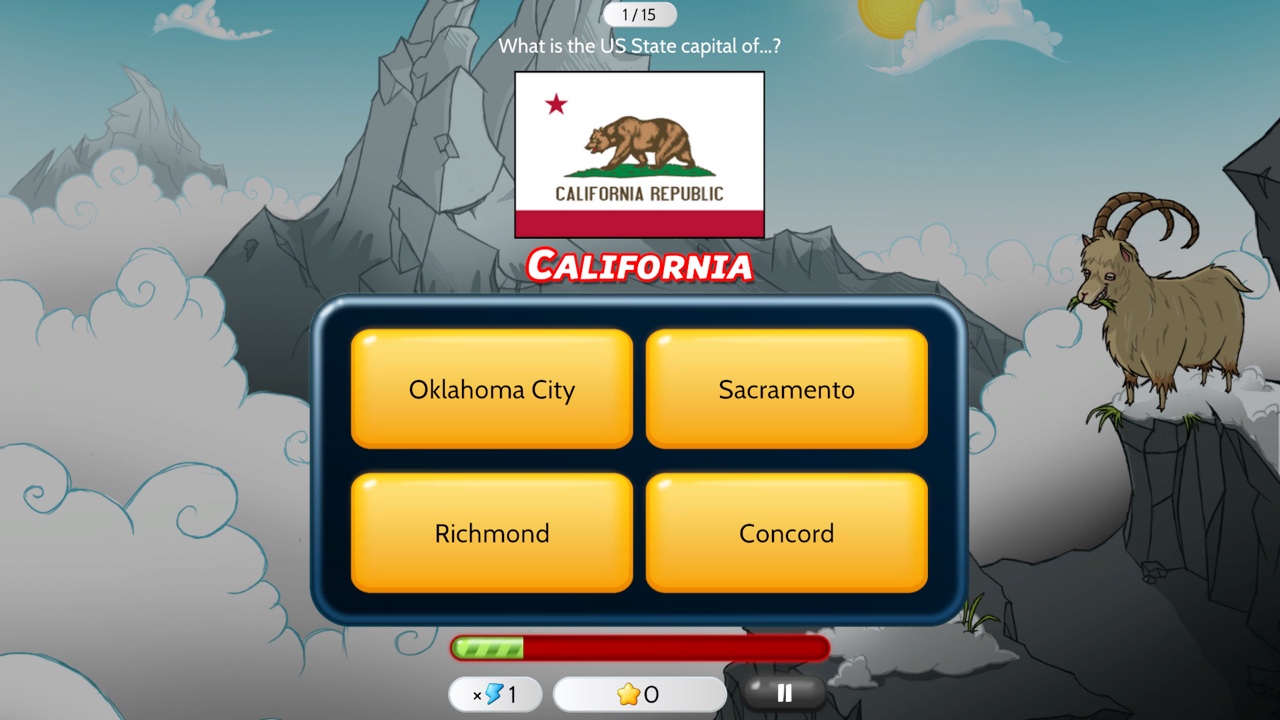 1 / 15
What is the US State capital of...?
CALIFORNIA REPUBLIC
CALIFORNIA
Oklahoma City
Sacramento
Richmond
Concord
× 1
0